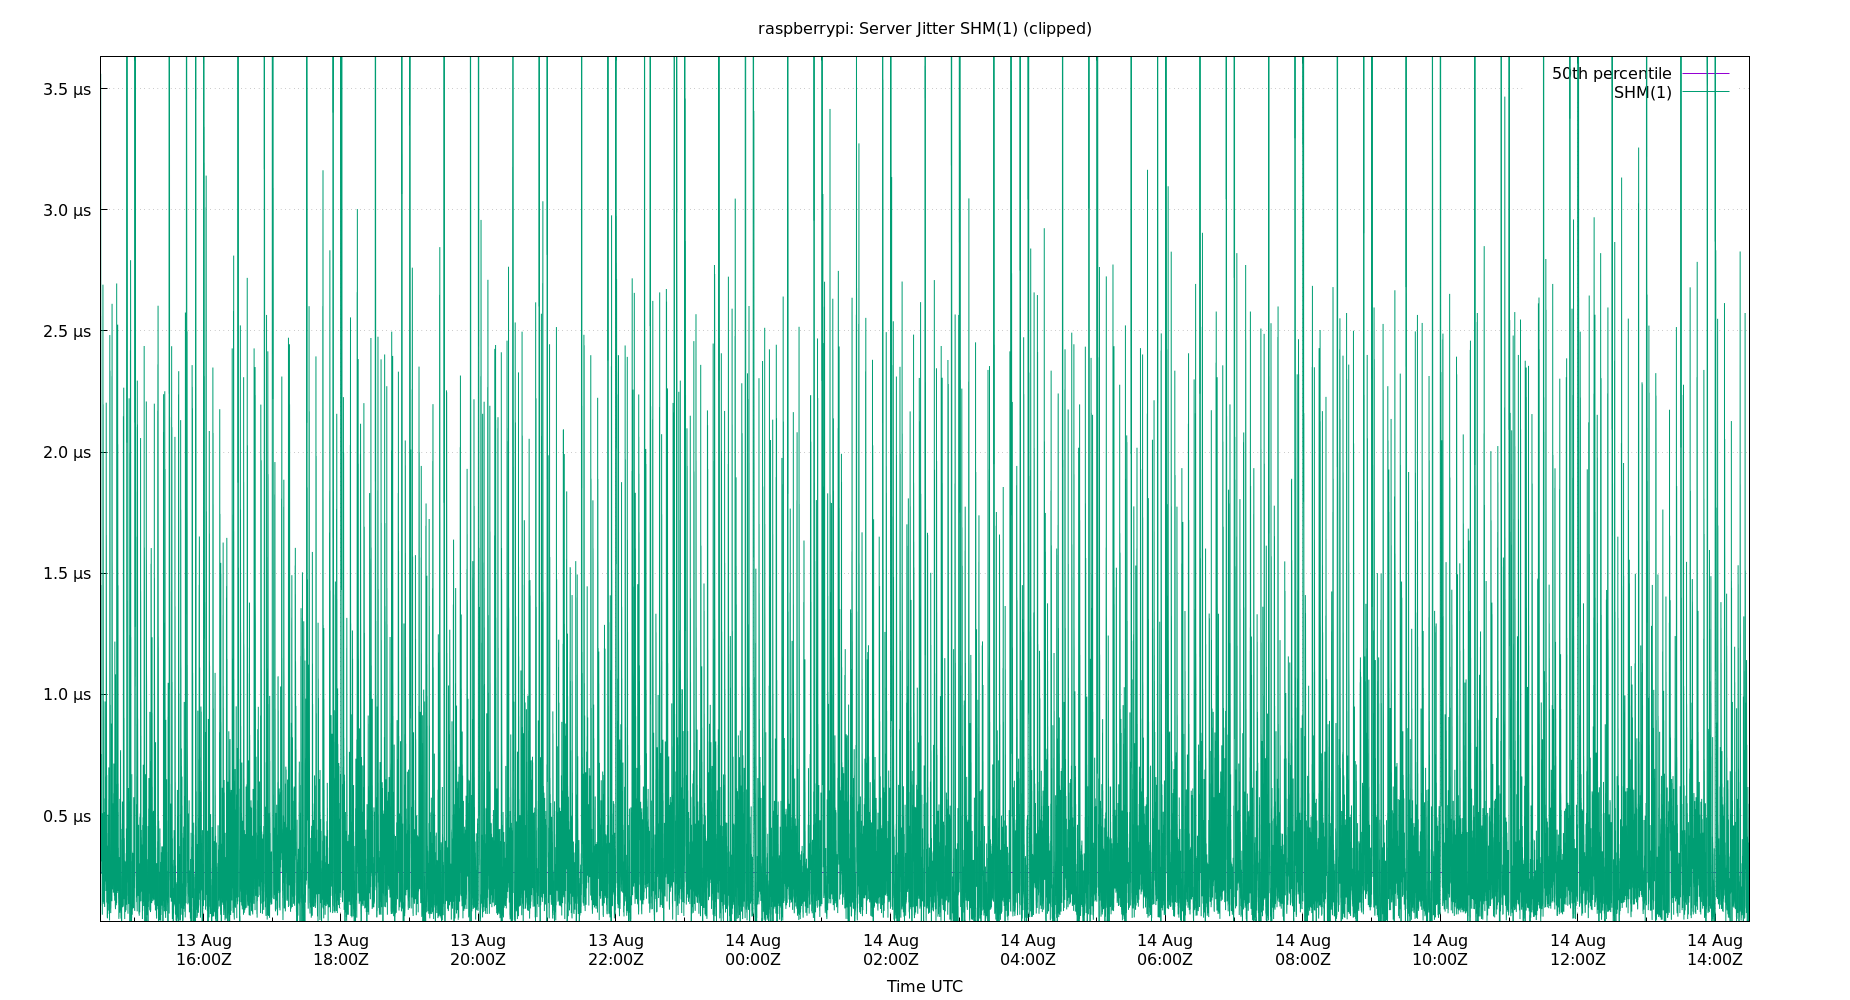 raspberrypi: Server Jitter SHM(1) (clipped)
50th percentile
SHM(1)
3.5 µs
3.0 µs
2.5 µs
2.0 µs
1.5 µs
1.0 µs
0.5 µs
13 Aug 13 Aug 13 Aug 13 Aug 14 Aug 14 Aug 14 Aug 14 Aug 14 Aug 14 Aug 14 Aug 14 Aug
16:00Z 18:00Z 20:00Z 22:00Z 00:00Z 02:00Z 04:00Z 06:00Z 08:00Z 10:00Z 12:00Z 14:00Z
Time UTC